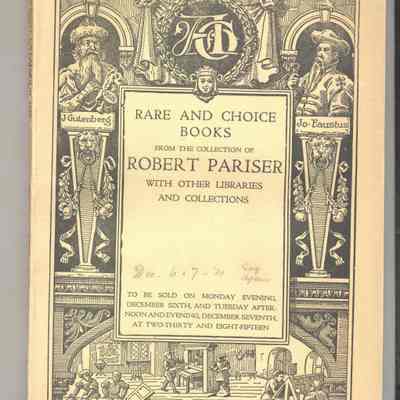 J. Gutenberg
Jo. Faustus
RARE AND CHOICE
BOOKS
FROM THE COLLECTION OF
ROBERT PARISER
WITH OTHER LIBRARIES
AND COLLECTIONS
Dec. 6 + 7 -
TO BE SOLD ON MONDAY EVENING,
DECEMBER SIXTH, AND TUESDAY AFTER-
NOON AND EVENING, DECEMBER SEVENTH,
AT TWO-THIRTY AND EIGHT-FIFTEEN